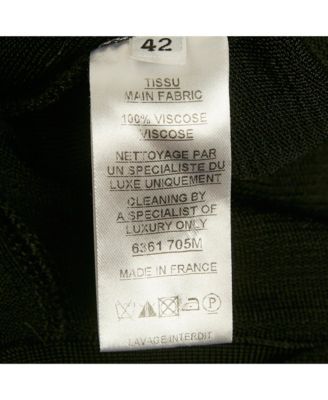 42
TISSU
MAIN FABRIC
100% VISCOSE
VISCOSE
NETTOYAGE PAR
UN SPECIALISTE DU
LUXE UNIQUEMENT
CLEANING BY
A SPECIALIST OF
LUXURY ONLY
6361 705M
MADE IN FRANCE
P
LAVAGE INTERDIT